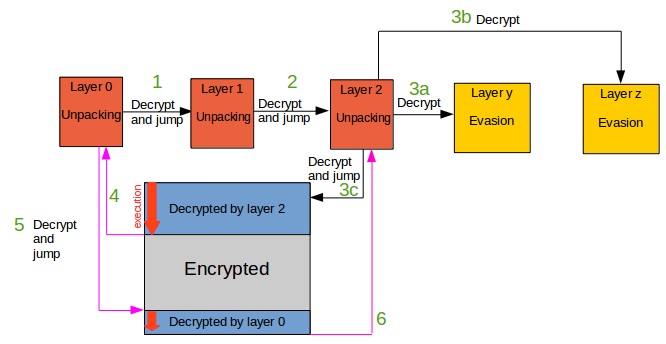 3b Decrypt
Layer 0
Unpacking
1
Decrypt
and jump
Layer 1
Unpacking
2
Decrypt
and jump
Layer 2
Unpacking
3a
Decrypt
Layer y
Evasion
Layer z
Evasion
Decrypt
and jump
3c
4
execution
Decrypted by layer 2
5 Decrypt
and
jump
Encrypted
Decrypted by layer 0
6